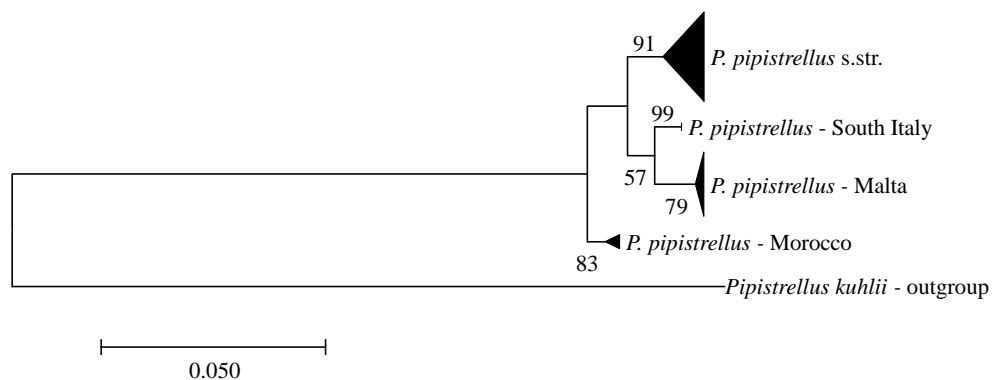 91
P. pipistrellus s.str.
99
P. pipistrellus - South Italy
57
P. pipistrellus - Malta
79
P. pipistrellus - Morocco
83
Pipistrellus kuhlii - outgroup
0.050